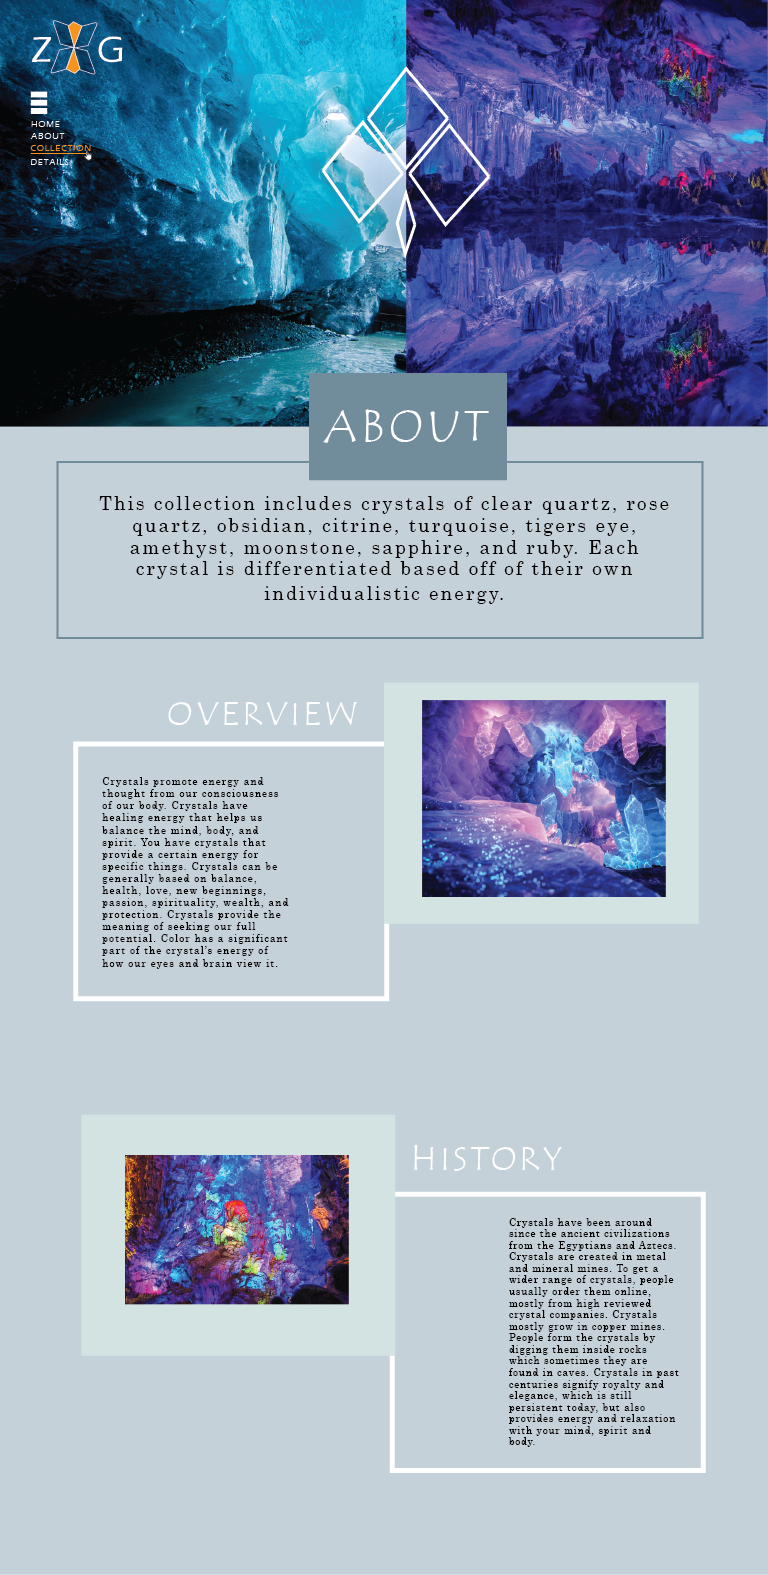 Z G
HOME
ABOUT
COLLECTION
DETAILS
ABOUT
This collection includes crystals of clear quartz, rose
quartz, obsidian, citrine, turquoise, tigers eye,
amethyst, moonstone, sapphire, and ruby. Each
crystal is differentiated based off of their own
individualistic energy.
OVERVIEW
Crystals promote energy and
thought from our consciousness
of our body. Crystals have
healing energy that helps us
balance the mind, body, and
spirit. You have crystals that
provide a certain energy for
specific things. Crystals can be
generally based on balance,
health, love, new beginnings,
passion, spirituality, wealth, and
protection. Crystals provide the
meaning of seeking our full
potential. Color has a significant
part of the crystal's energy of
how our eyes and brain view it.
HISTORY
Crystals have been around
since the ancient civilizations
from the Egyptians and Aztecs.
Crystals are created in metal
and mineral mines. To get a
wider range of crystals, people
usually order them online,
mostly from high reviewed
crystal companies. Crystals
mostly grow in copper mines.
People form the crystals by
digging them inside rocks
which sometimes they are
found in caves. Crystals in past
centuries signify royalty and
elegance, which is still
persistent today, but also
provides energy and relaxation
with your mind, spirit and
body.